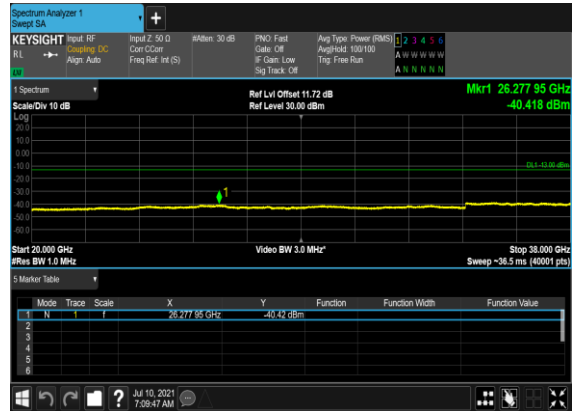 Spectrum Analyzer 1
Swept SA
KEYSIGHT Input: RF Input Z: 50 Ω #Atten: 30 dB PNO: Fast Avg Type: Power (RMS) 1 2 3 4 5 6
RL Coupling: DC Corr CCorr Gate: Off Avg|Hold: 100/100 A W W W W W
Align: Auto Freq Ref: Int (S) IF Gain: Low Trig: Free Run
Sig Track: Off A N N N N N
1 Spectrum Ref Lvl Offset 11.72 dB Mkr1 26.277 95 GHz
Scale/Div 10 dB Ref Level 30.00 dBm -40.418 dBm
Log
20.0
10.0
0.00
-10.0
DL1 -13.00 dBm
-20.0
-30.0
1
-40.0
-50.0
-60.0
Start 20.000 GHz Video BW 3.0 MHz* Stop 38.000 GHz
#Res BW 1.0 MHz Sweep ~36.5 ms (40001 pts)
5 Marker Table
Mode Trace Scale X Y Function Function Width Function Value
1 N 1 f 26.277 95 GHz -40.42 dBm
2
3
4
5
6
? Jul 10, 2021
7:09:47 AM